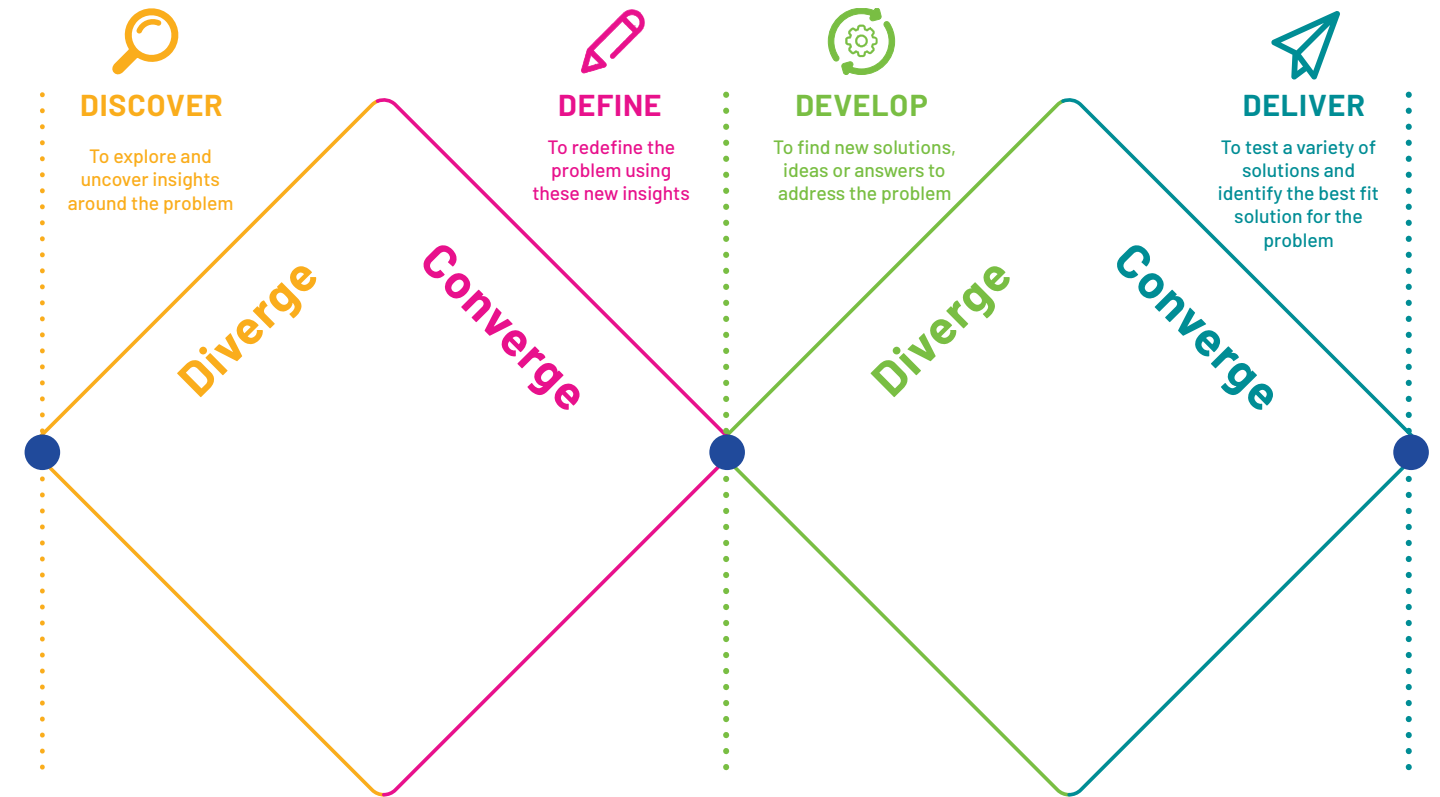 DISCOVER
To explore and
uncover insights
around the problem
DEFINE
To redefine the
problem using
these new insights
DEVELOP
To find new solutions,
ideas or answers to
address the problem
DELIVER
To test a variety of
solutions and
identify the best fit
solution for the
problem
Diverge
Converge
Diverge
Converge